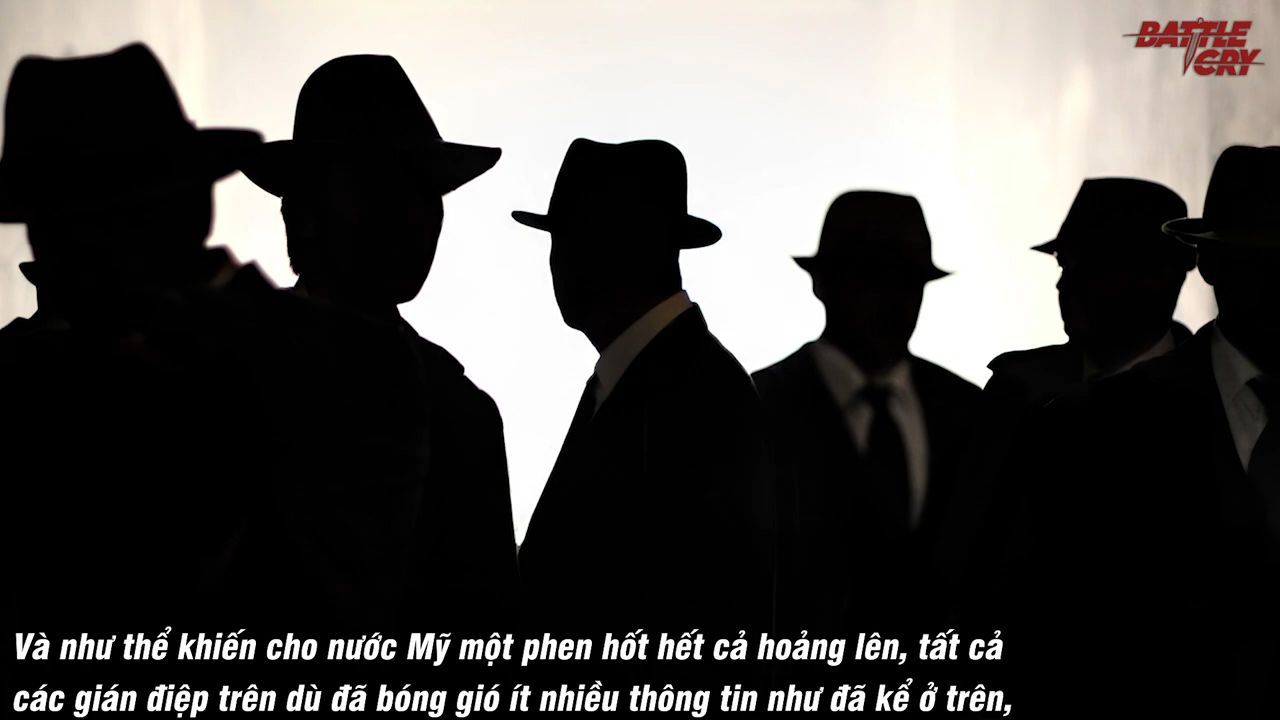 BATTLE
CRY
Và như thể khiến cho nước Mỹ một phen hốt hết cả hoảng lên, tất cả
các gián điệp trên dù đã bóng gió ít nhiều thông tin như đã kể ở trên,